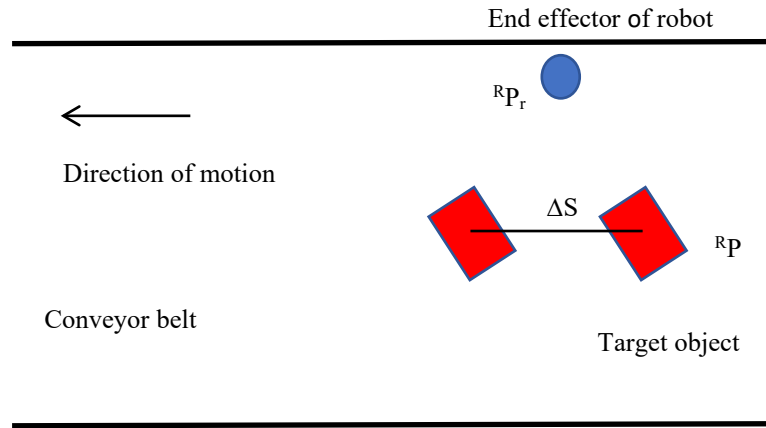 End effector of robot
ᴿPᵣ
Direction of motion
ΔS
ᴿP
Conveyor belt
Target object